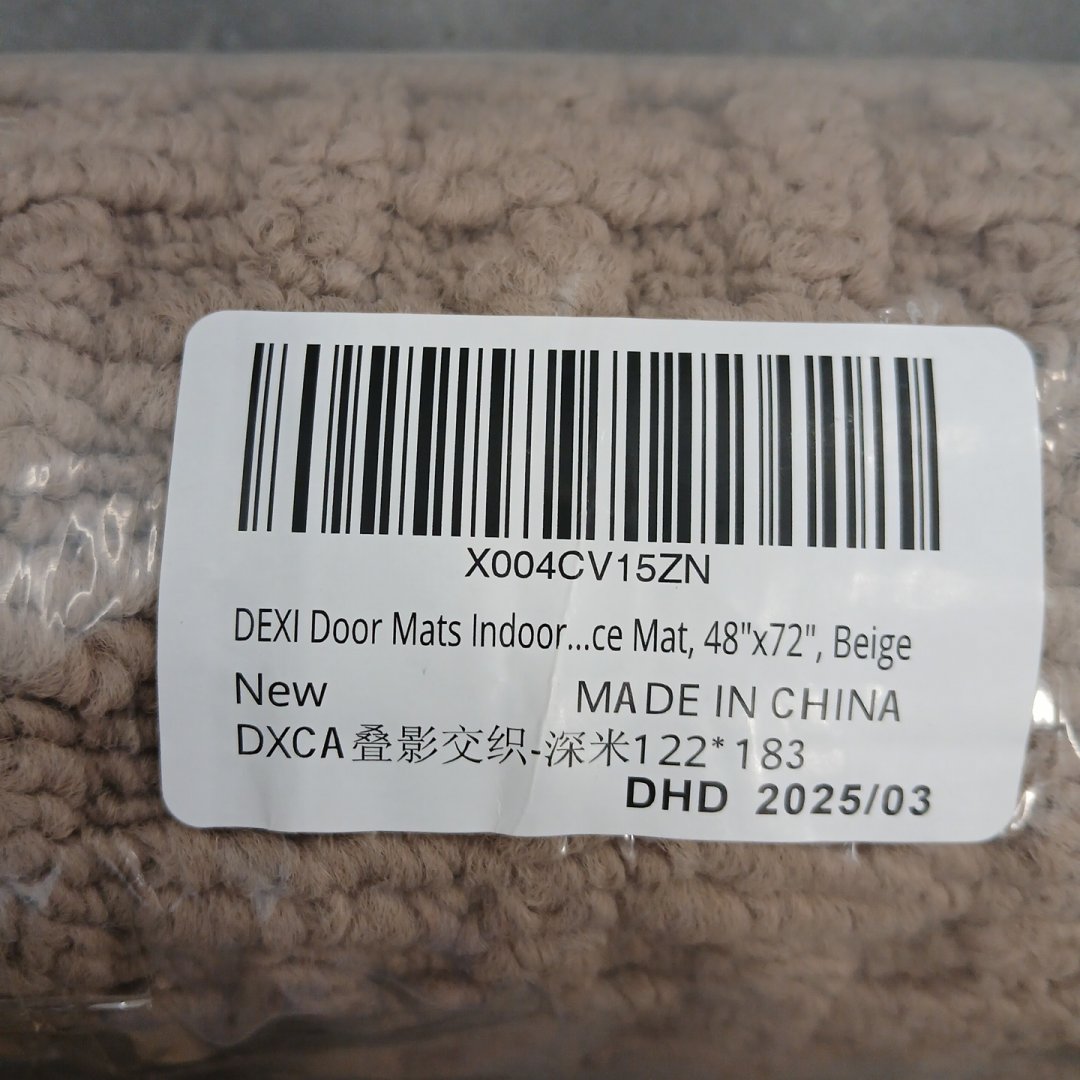 X004CV15ZN
DEXI Door Mats Indoor...ce Mat, 48"x72", Beige
New MADE IN CHINA
DXCA叠影交织-深米122*183
DHD 2025/03